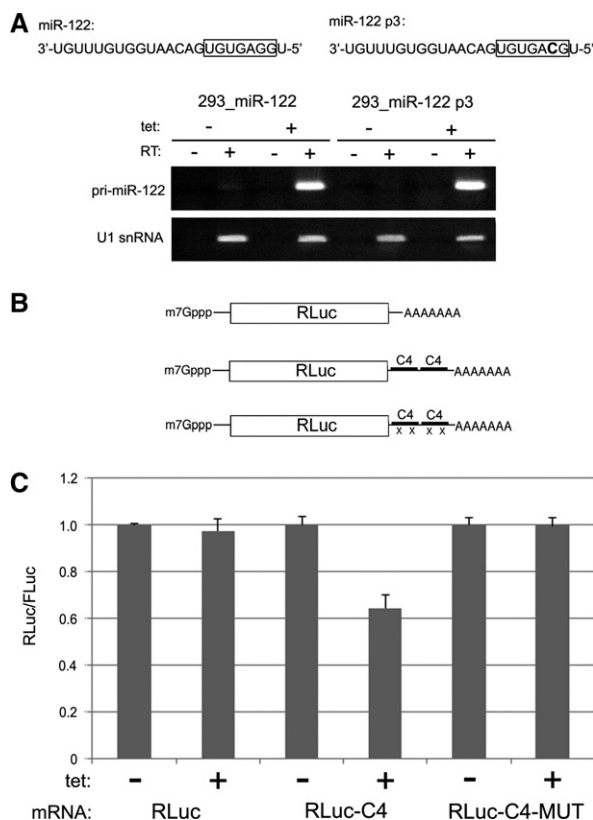 A
miR-122: miR-122 p3:
3'-UGUUUGUGGUAACAGUGUGAGGU-5' 3'-UGUUUGUGGUAACAGUGUGACGU-5'
293_miR-122 293_miR-122 p3
tet: - + - +
RT: - + - + - + - +
pri-miR-122
U1 snRNA
B
m7Gppp RLuc AAAAAAA
C4 C4
m7Gppp RLuc AAAAAAA
C4 C4
m7Gppp RLuc x x x x AAAAAAA
C
1.2
1.0
0.8
0.6
0.4
0.2
0
RLuc/FLuc
tet: - + - + - +
mRNA: RLuc RLuc-C4 RLuc-C4-MUT